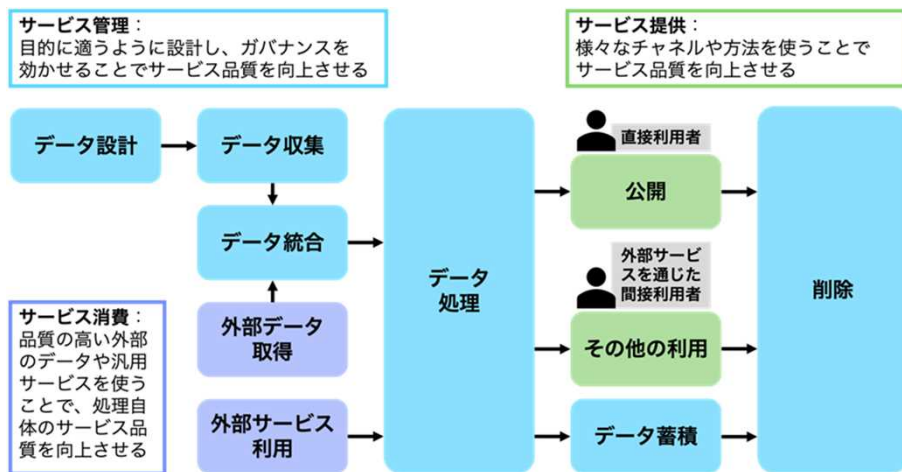 サービス管理：
目的に適うように設計し、ガバナンスを
効かせることでサービス品質を向上させる
サービス提供：
様々なチャネルや方法を使うことで
サービス品質を向上させる
データ設計
データ収集
データ統合
外部データ
取得
外部サービス
利用
サービス消費：
品質の高い外部
のデータや汎用
サービスを使う
ことで、処理自
体のサービス品
質を向上させる
データ
処理
直接利用者
公開
外部サービ
スを通じた
間接利用者
その他の利用
データ蓄積
削除